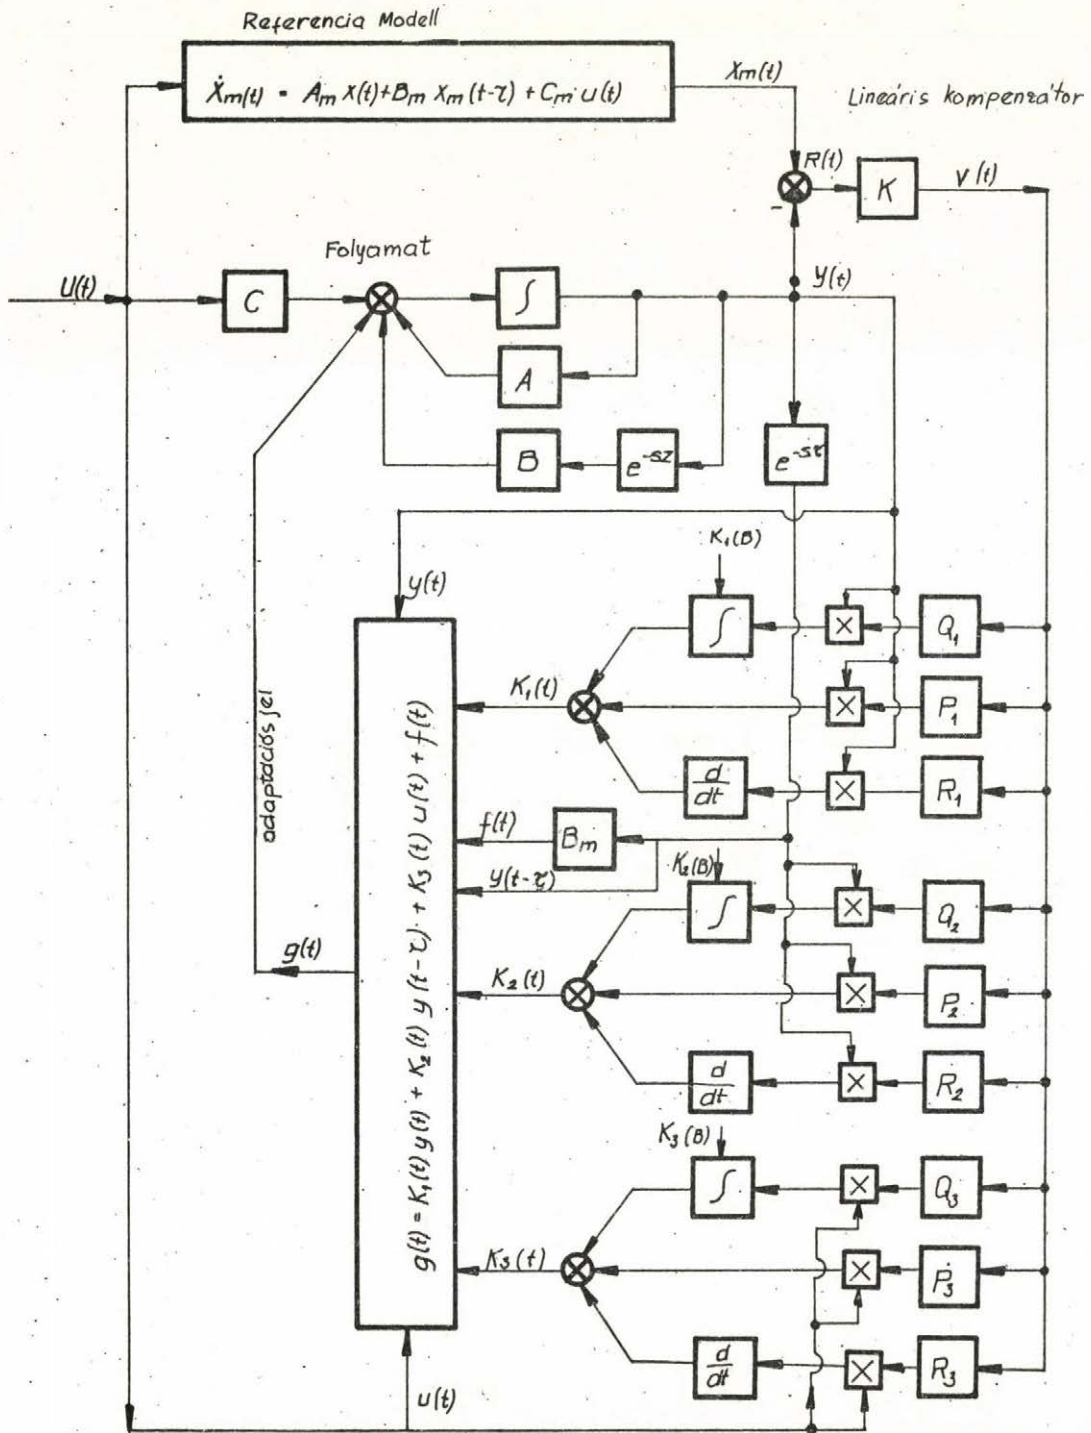 Referencia Modell
Ẋm(t) = Am X(t)+Bm Xm(t-τ) + Cm u(t)
Xm(t)
Lineáris kompenzátor
R(t)
K
V(t)
-
Folyamat
U(t)
C
∫
y(t)
A
B
e^-sτ
e^-sτ
K1(B)
y(t)
∫
×
Q1
K1(t)
×
P1
d/dt
×
R1
adaptációs jel
g(t) = K1(t) y(t) + K2(t) y(t-τ) + K3(t) u(t) + f(t)
f(t)
Bm
y(t-τ)
K2(B)
∫
×
Q2
g(t)
K2(t)
×
P2
d/dt
×
R2
K3(B)
∫
×
Q3
K3(t)
×
P3
d/dt
×
R3
u(t)